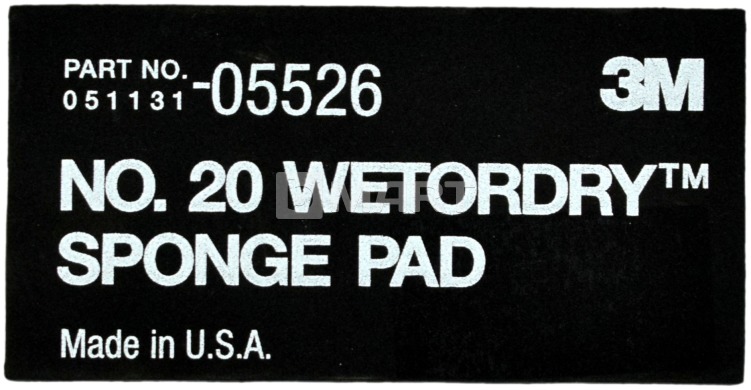 PART NO.
051131-05526
3M
NO. 20 WETORDRY™
SPONGE PAD
Made in U.S.A.